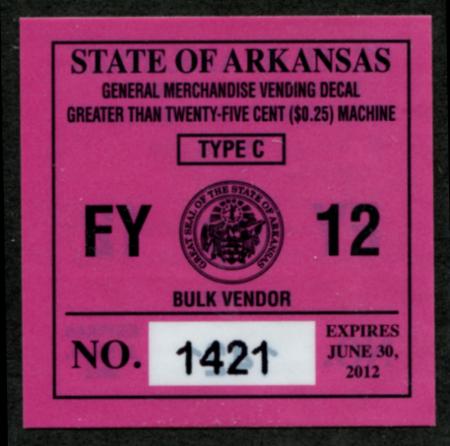 STATE OF ARKANSAS
GENERAL MERCHANDISE VENDING DECAL
GREATER THAN TWENTY-FIVE CENT ($0.25) MACHINE
TYPE C
FY 12
GREAT SEAL OF THE STATE OF ARKANSAS
BULK VENDOR
NO. 1421
EXPIRES
JUNE 30,
2012